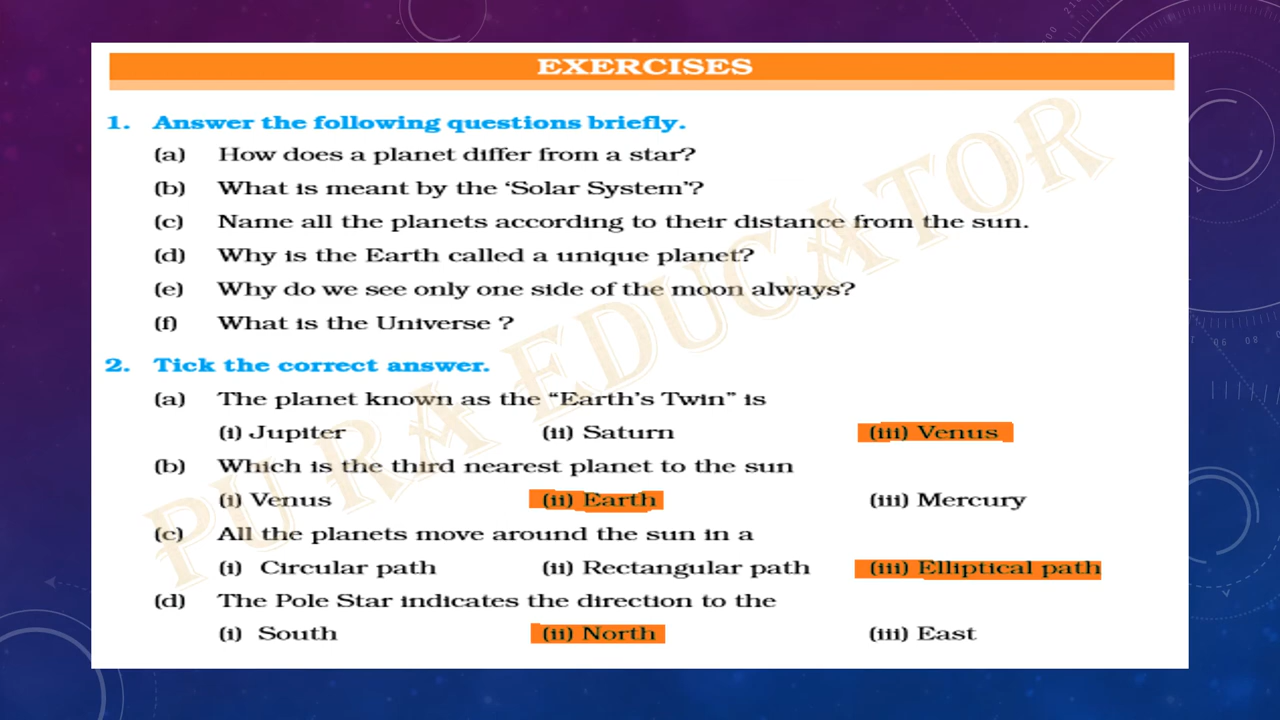 EXERCISES
1. Answer the following questions briefly.
(a) How does a planet differ from a star?
(b) What is meant by the ‘Solar System’?
(c) Name all the planets according to their distance from the sun.
(d) Why is the Earth called a unique planet?
(e) Why do we see only one side of the moon always?
(f) What is the Universe ?
2. Tick the correct answer.
(a) The planet known as the “Earth’s Twin” is
(i) Jupiter (ii) Saturn (iii) Venus
(b) Which is the third nearest planet to the sun
(i) Venus (ii) Earth (iii) Mercury
(c) All the planets move around the sun in a
(i) Circular path (ii) Rectangular path (iii) Elliptical path
(d) The Pole Star indicates the direction to the
(i) South (ii) North (iii) East
PU RA EDUCATOR